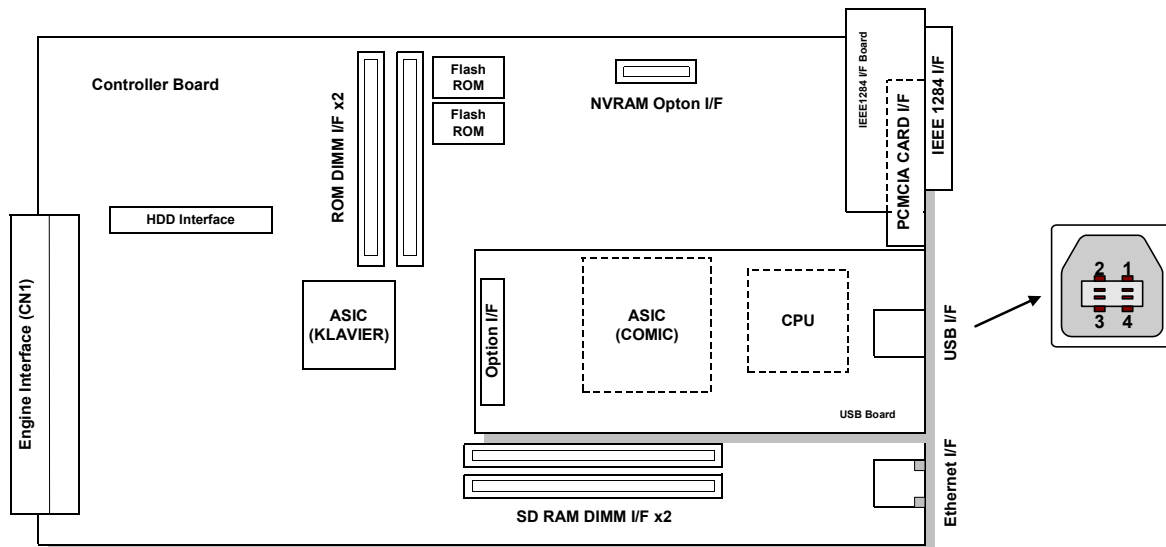 Controller Board
Engine Interface (CN1)
HDD Interface
ROM DIMM I/F x2
Flash
ROM
Flash
ROM
NVRAM Opton I/F
IEEE1284 I/F Board
PCMCIA CARD I/F
IEEE 1284 I/F
ASIC
(KLAVIER)
Option I/F
ASIC
(COMIC)
CPU
USB Board
USB I/F
2 1
3 4
SD RAM DIMM I/F x2
Ethernet I/F